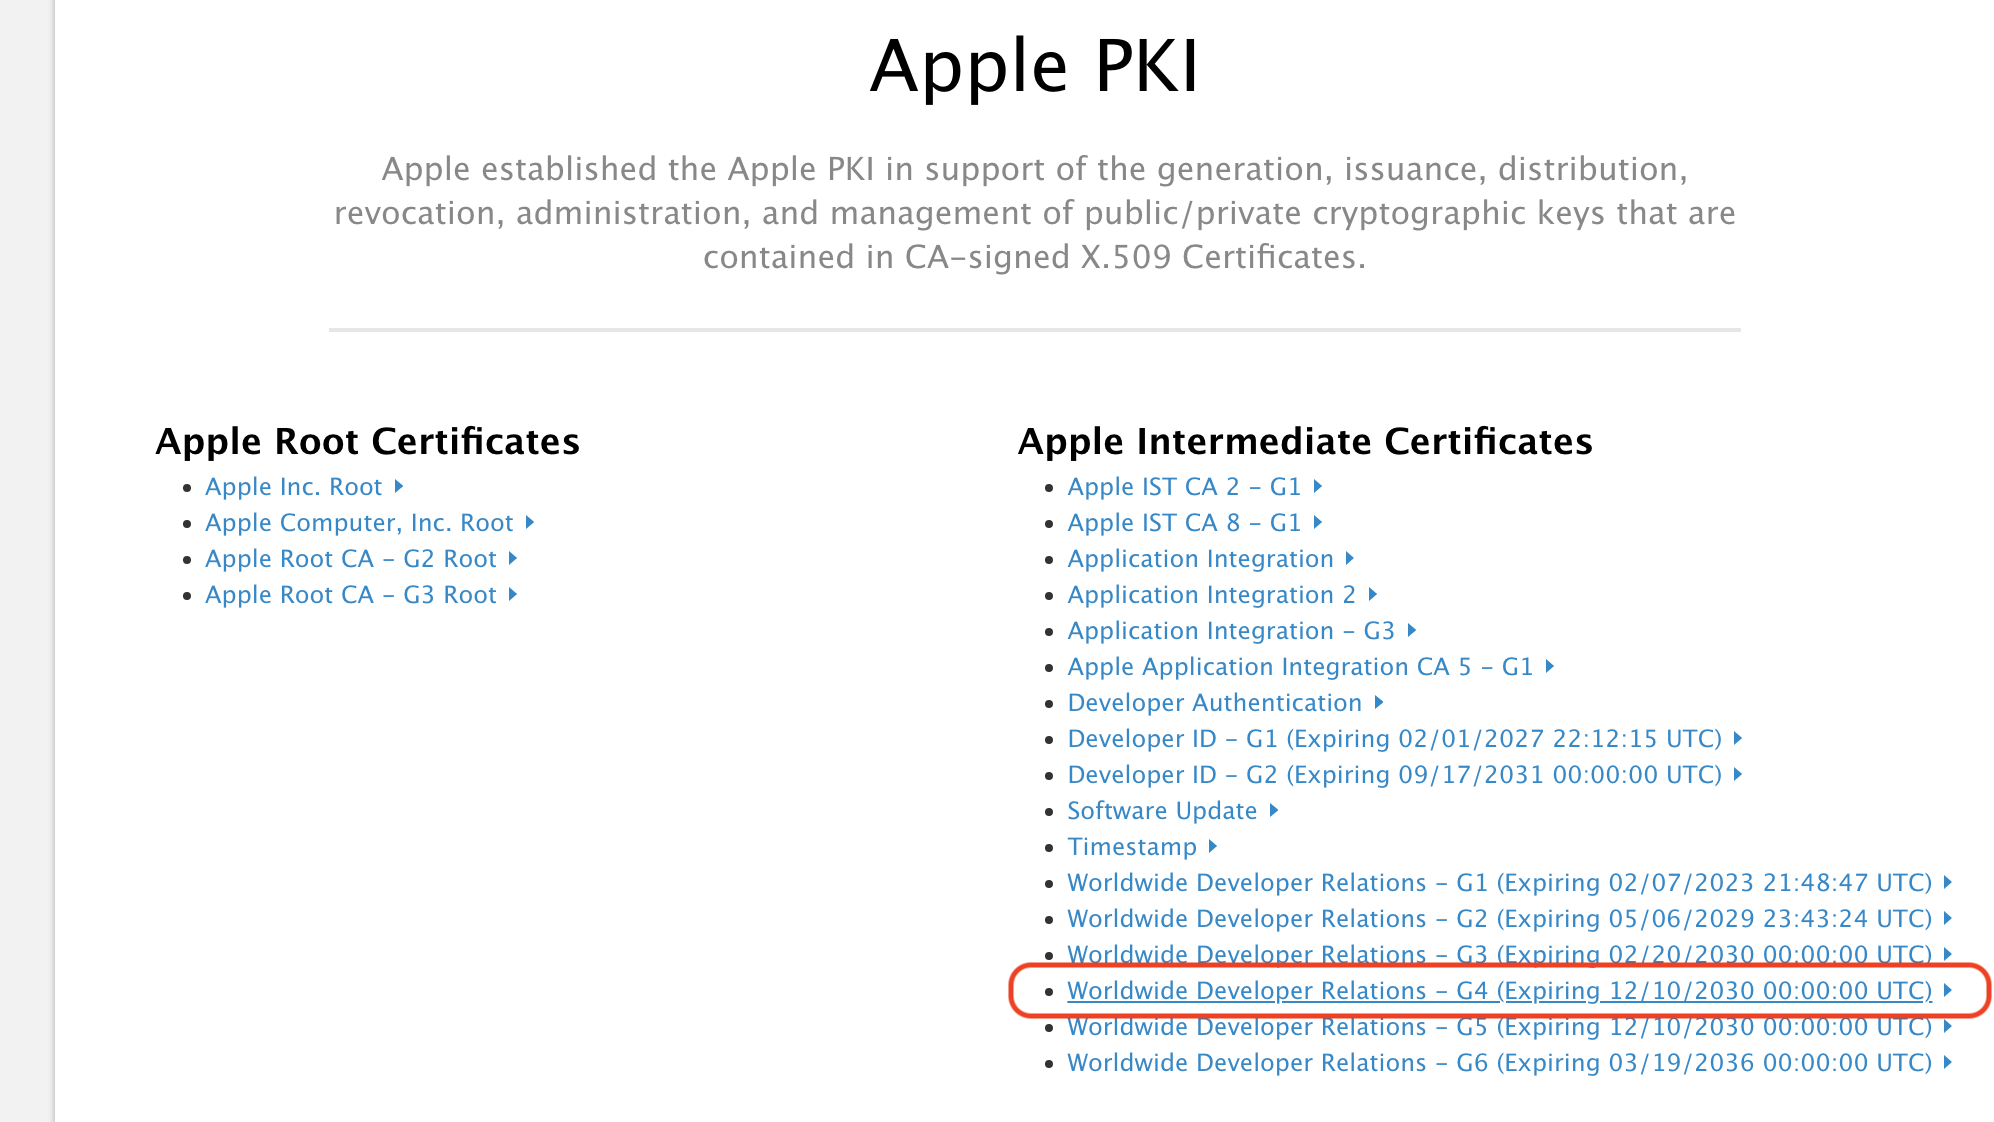 Apple PKI
Apple established the Apple PKI in support of the generation, issuance, distribution,
revocation, administration, and management of public/private cryptographic keys that are
contained in CA-signed X.509 Certificates.
Apple Root Certificates
Apple Inc. Root
Apple Computer, Inc. Root
Apple Root CA - G2 Root
Apple Root CA - G3 Root
Apple Intermediate Certificates
Apple IST CA 2 - G1
Apple IST CA 8 - G1
Application Integration
Application Integration 2
Application Integration - G3
Apple Application Integration CA 5 - G1
Developer Authentication
Developer ID - G1 (Expiring 02/01/2027 22:12:15 UTC)
Developer ID - G2 (Expiring 09/17/2031 00:00:00 UTC)
Software Update
Timestamp
Worldwide Developer Relations - G1 (Expiring 02/07/2023 21:48:47 UTC)
Worldwide Developer Relations - G2 (Expiring 05/06/2029 23:43:24 UTC)
Worldwide Developer Relations - G3 (Expiring 02/20/2030 00:00:00 UTC)
Worldwide Developer Relations - G4 (Expiring 12/10/2030 00:00:00 UTC)
Worldwide Developer Relations - G5 (Expiring 12/10/2030 00:00:00 UTC)
Worldwide Developer Relations - G6 (Expiring 03/19/2036 00:00:00 UTC)